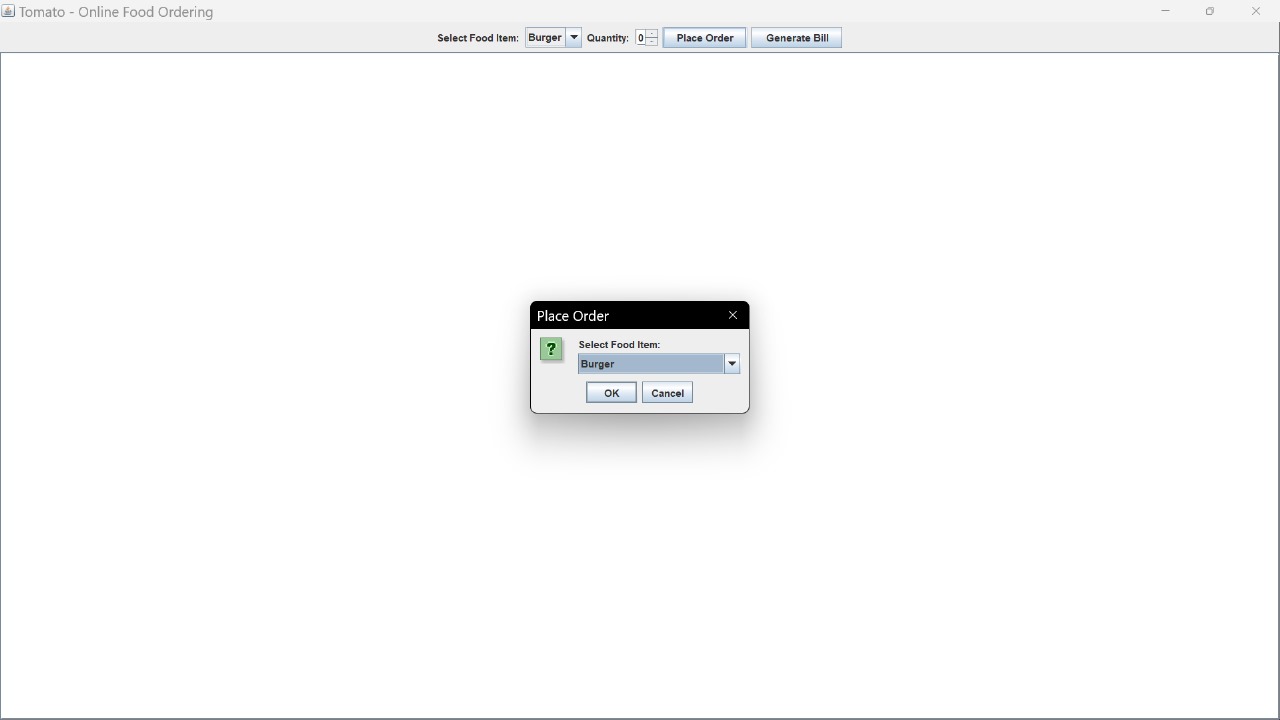 Tomato - Online Food Ordering
Select Food Item: Burger Quantity: 0 Place Order Generate Bill
Place Order
? Select Food Item:
Burger
OK Cancel